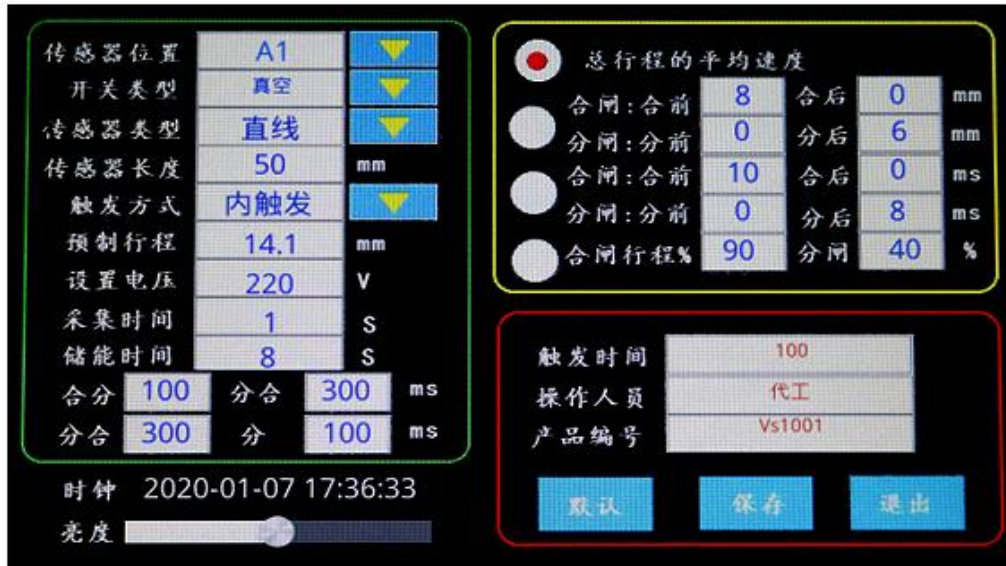 传感器位置 A1
开关类型 真空
传感器类型 直线
传感器长度 50 mm
触发方式 内触发
预制行程 14.1 mm
设置电压 220 V
采集时间 1 S
储能时间 8 S
合分 100 分合 300 ms
分合 300 分 100 ms
时钟 2020-01-07 17:36:33
亮度
总行程的平均速度
合闸:合前 8 合后 0 mm
分闸:分前 0 分后 6 mm
合闸:合前 10 合后 0 ms
分闸:分前 0 分后 8 ms
合闸行程% 90 分闸 40 %
触发时间 100
操作人员 代工
产品编号 Vs1001
默认 保存 退出